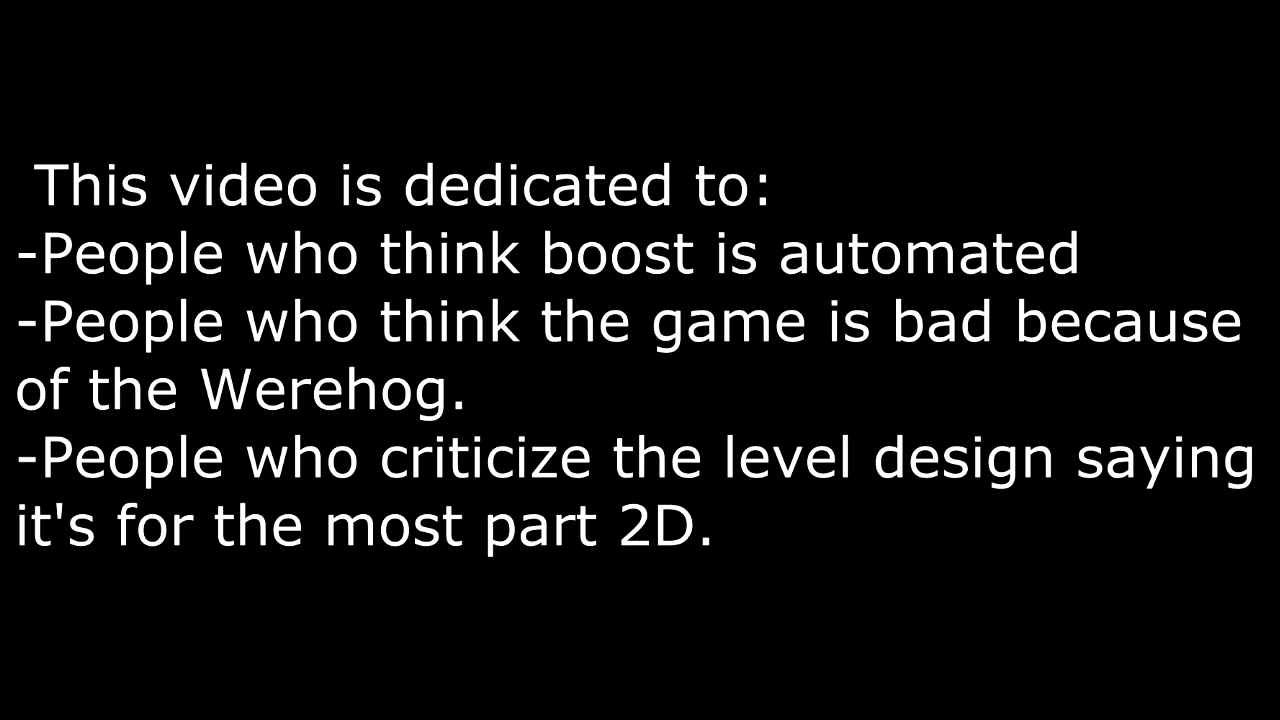 This video is dedicated to:
-People who think boost is automated
-People who think the game is bad because
of the Werehog.
-People who criticize the level design saying
it's for the most part 2D.